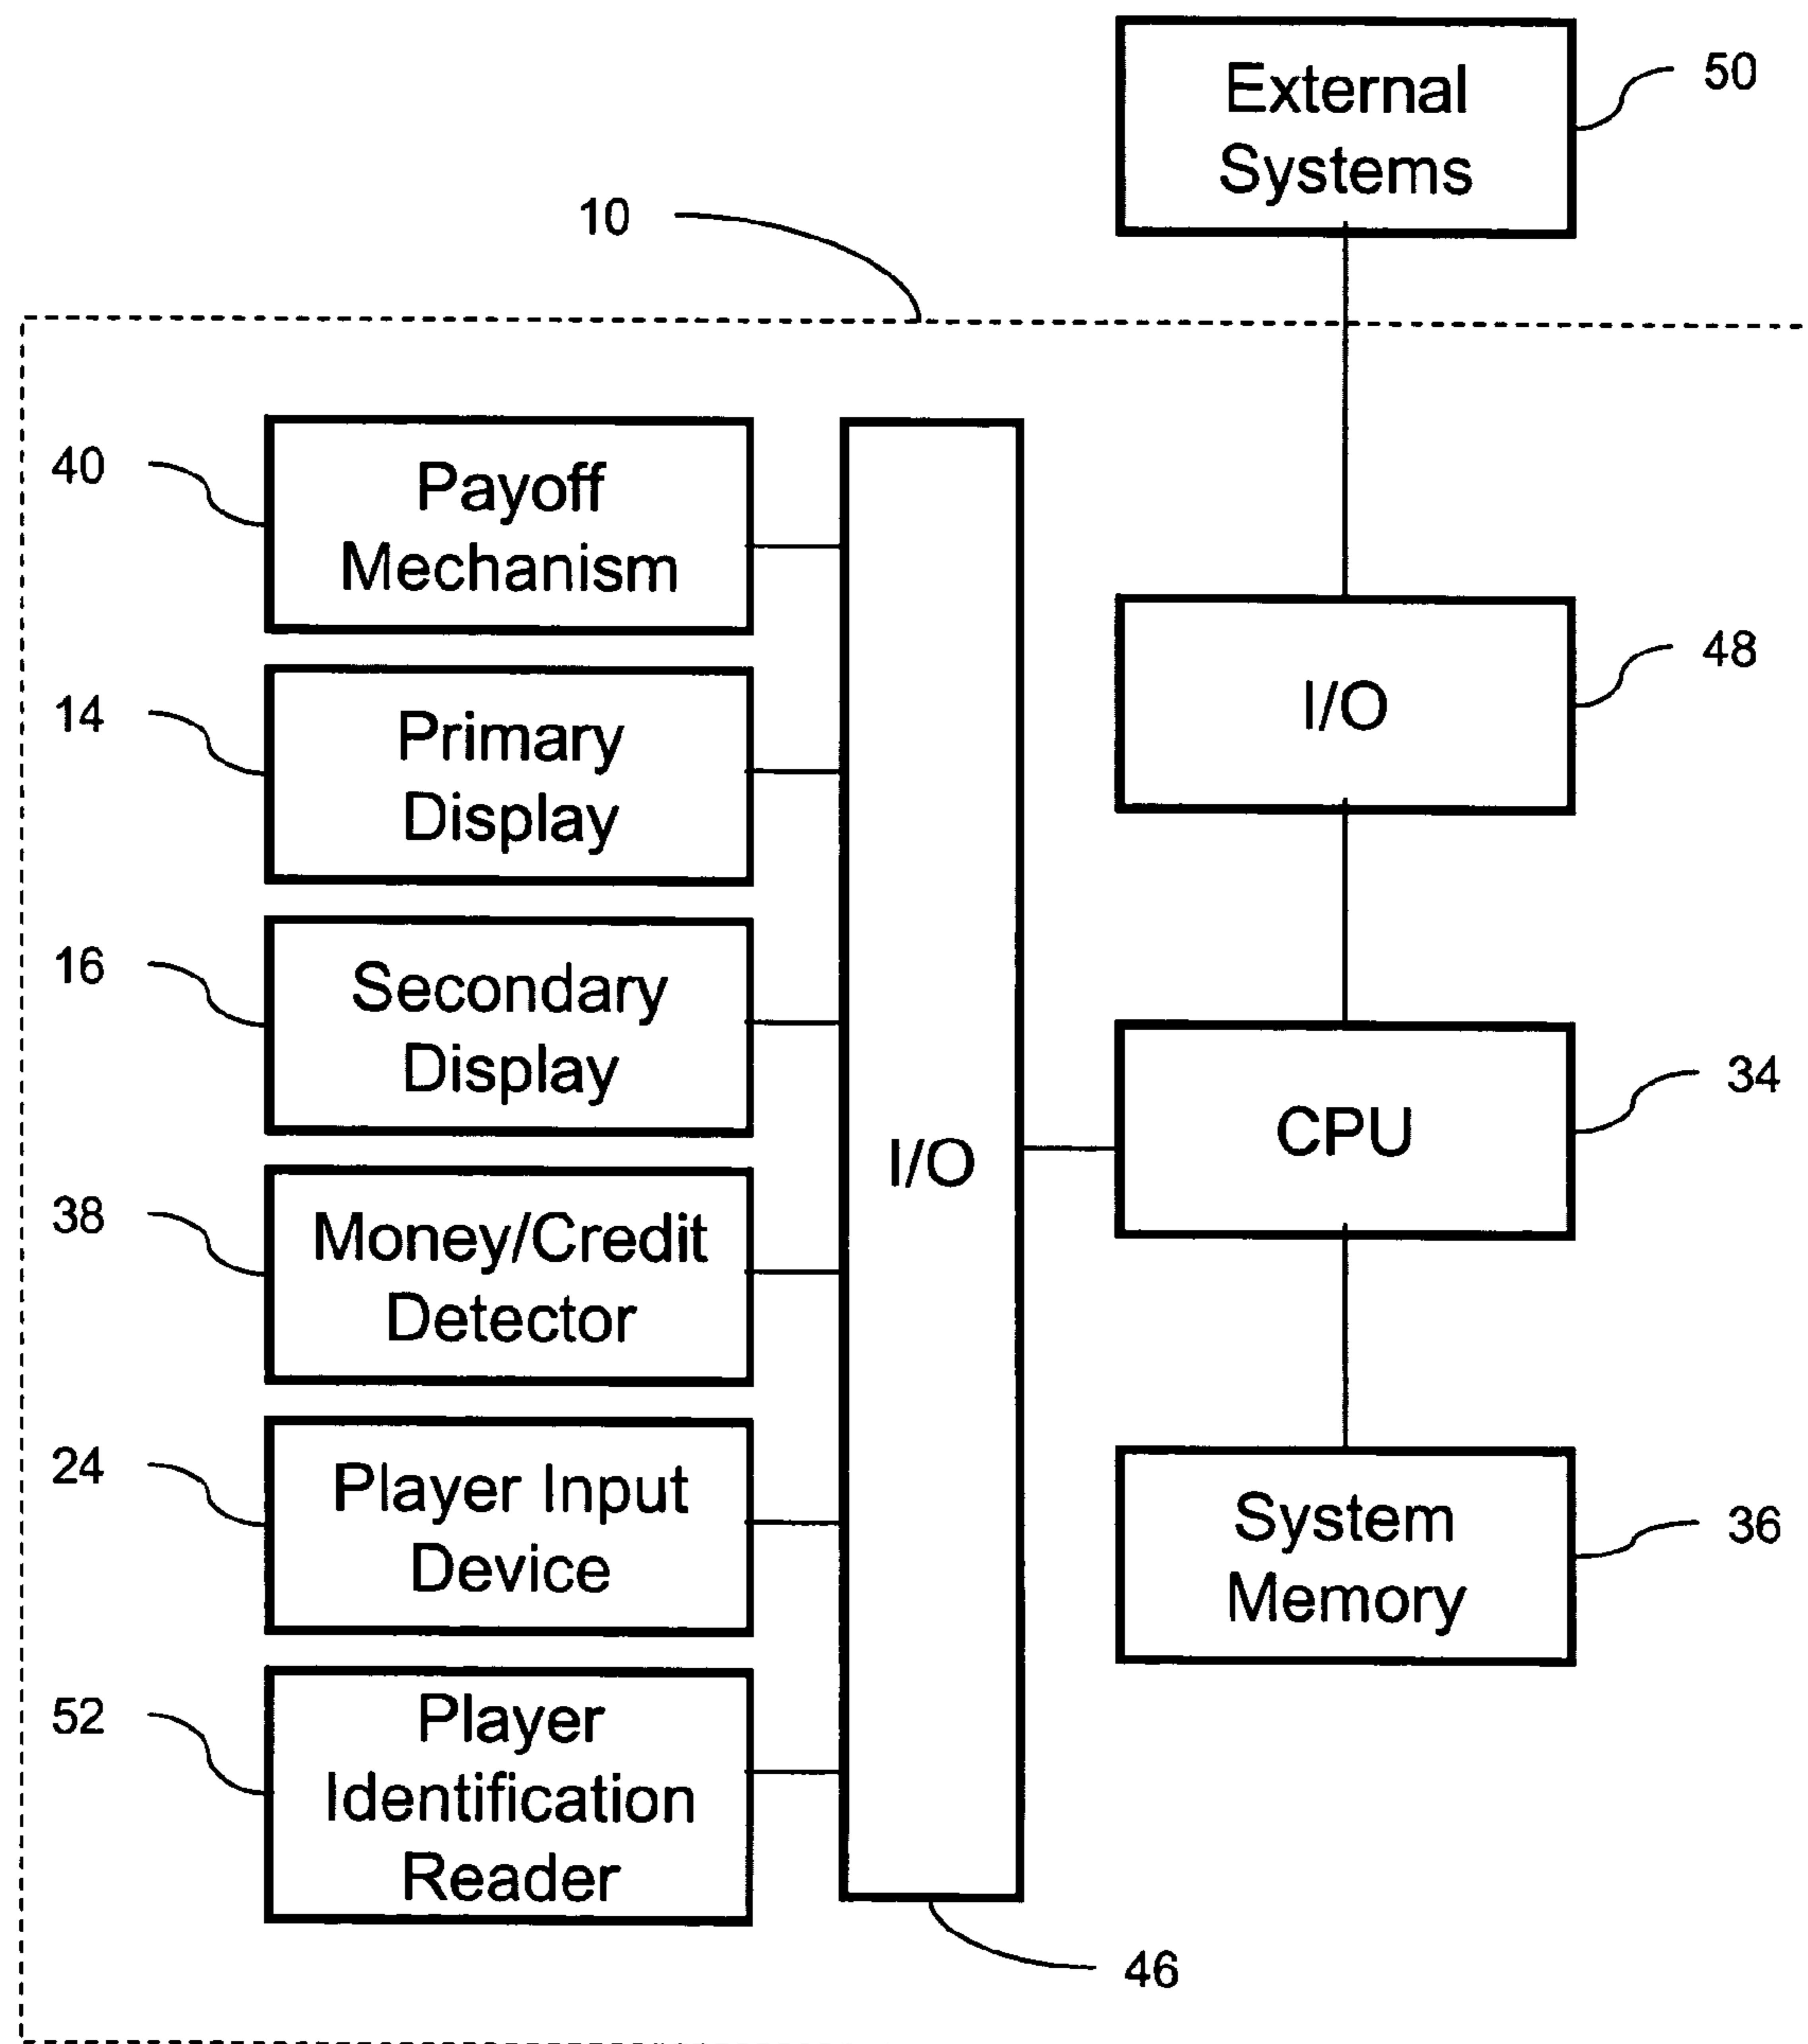 External
Systems
50
10
40
Payoff
Mechanism
I/O
48
14
Primary
Display
16
Secondary
Display
I/O
CPU
34
38
Money/Credit
Detector
24
Player Input
Device
System
Memory
36
52
Player
Identification
Reader
46